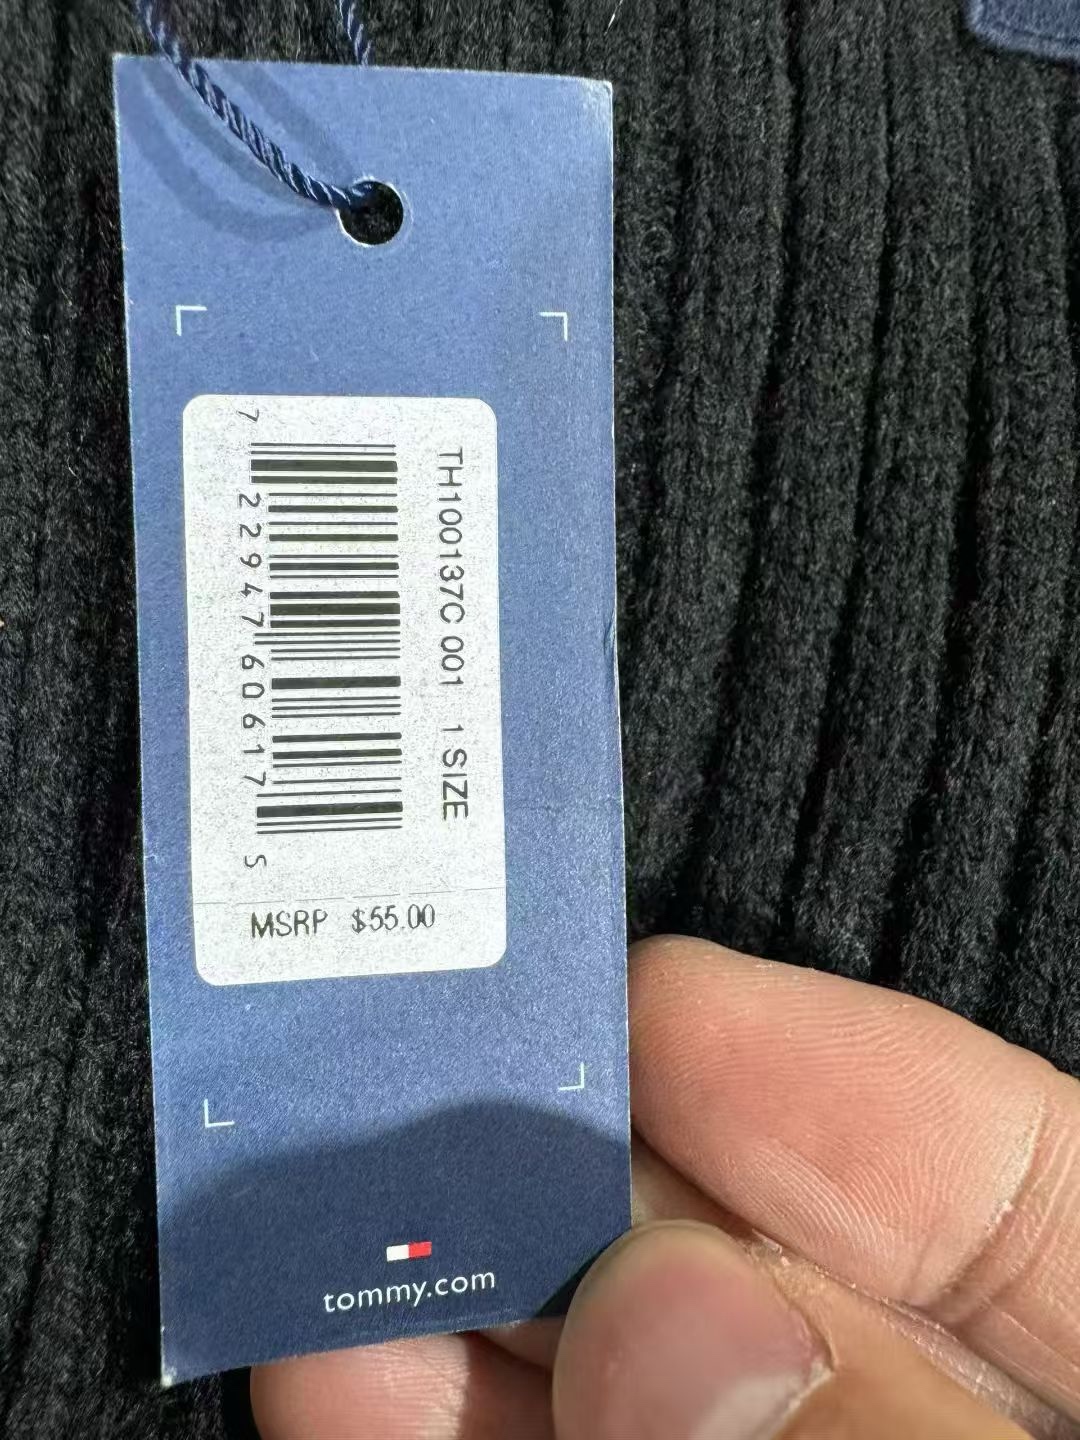 TH100137C 001 1 SIZE
7 22947 60617 5
MSRP $55.00
tommy.com